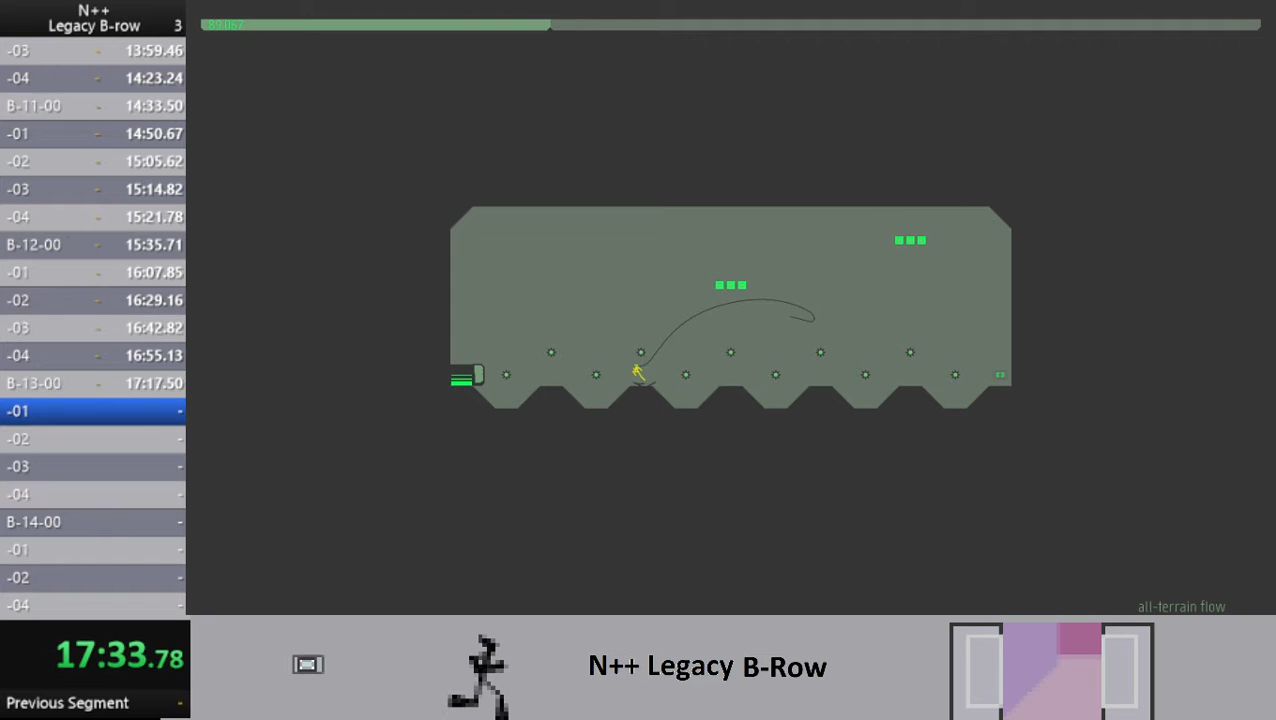 N++
Legacy B-row 3
-03 - 13:59.46
-04 - 14:23.24
B-11-00 - 14:33.50
-01 - 14:50.67
-02 - 15:05.62
-03 - 15:14.82
-04 - 15:21.78
B-12-00 - 15:35.71
-01 - 16:07.85
-02 - 16:29.16
-03 - 16:42.82
-04 - 16:55.13
B-13-00 - 17:17.50
-01 -
-02 -
-03 -
-04 -
B-14-00 -
-01 -
-02 -
-04 -
17:33.78
Previous Segment -
89.067
all-terrain flow
N++ Legacy B-Row